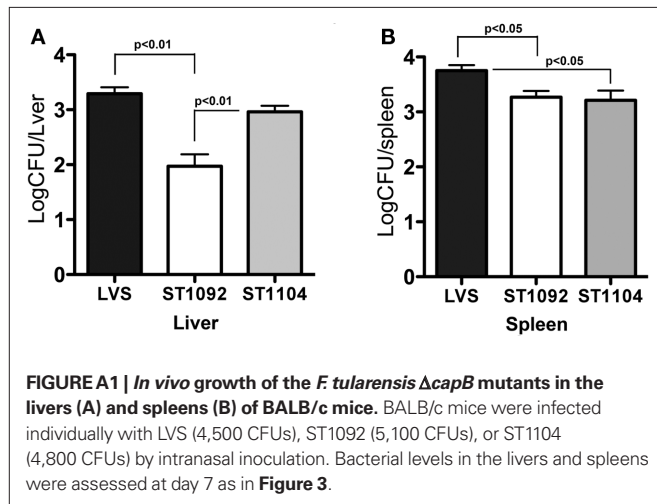 A
p<0.01
p<0.01
LogCFU/Lver
4
3
2
1
0
LVS ST1092 ST1104
Liver
B
p<0.05
p<0.05
LogCFU/spleen
4
3
2
1
0
LVS ST1092 ST1104
Spleen
FIGURE A1 | In vivo growth of the F. tularensis ΔcapB mutants in the
livers (A) and spleens (B) of BALB/c mice. BALB/c mice were infected
individually with LVS (4,500 CFUs), ST1092 (5,100 CFUs), or ST1104
(4,800 CFUs) by intranasal inoculation. Bacterial levels in the livers and spleens
were assessed at day 7 as in Figure 3.